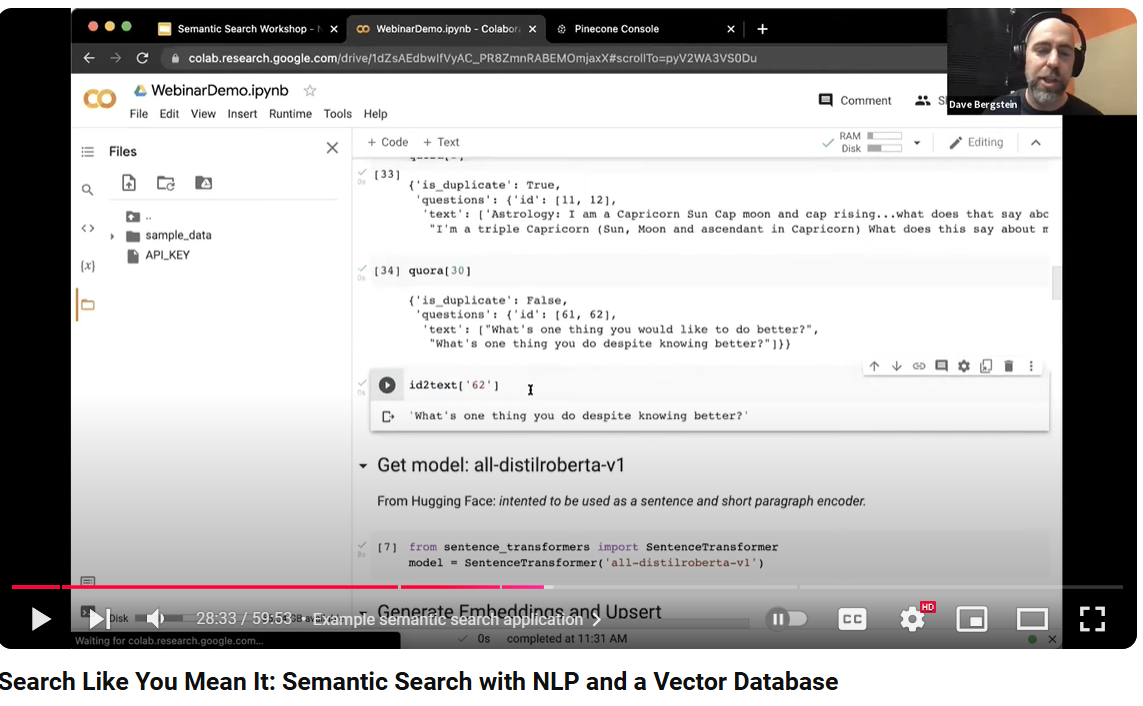 Semantic Search Workshop - N
WebinarDemo.ipynb - Colabora
Pinecone Console
colab.research.google.com/drive/1dZsAEdbwIfVyAC_PR8ZmnRABEMOmjaxX#scrollTo=pyV2WA3VS0Du
Dave Bergstein
WebinarDemo.ipynb
File Edit View Insert Runtime Tools Help
Comment
Files
+ Code + Text
RAM
Disk
Editing
..
sample_data
API_KEY
[33]
{'is_duplicate': True,
'questions': {'id': [11, 12],
'text': ['Astrology: I am a Capricorn Sun Cap moon and cap rising...what does that say abo
"I'm a triple Capricorn (Sun, Moon and ascendant in Capricorn) What does this say about m
[34] quora[30]
{'is_duplicate': False,
'questions': {'id': [61, 62],
'text': ["What's one thing you would like to do better?",
"What's one thing you do despite knowing better?"]}}
id2text['62']
'What's one thing you do despite knowing better?'
Get model: all-distilroberta-v1
From Hugging Face: intented to be used as a sentence and short paragraph encoder.
[7] from sentence_transformers import SentenceTransformer
model = SentenceTransformer('all-distilroberta-v1')
Generate Embeddings and Upsert
Disk
28:33 / 59:53 • Example semantic search application
CC
HD
Waiting for colab.research.google.com...
0s completed at 11:31 AM
Search Like You Mean It: Semantic Search with NLP and a Vector Database